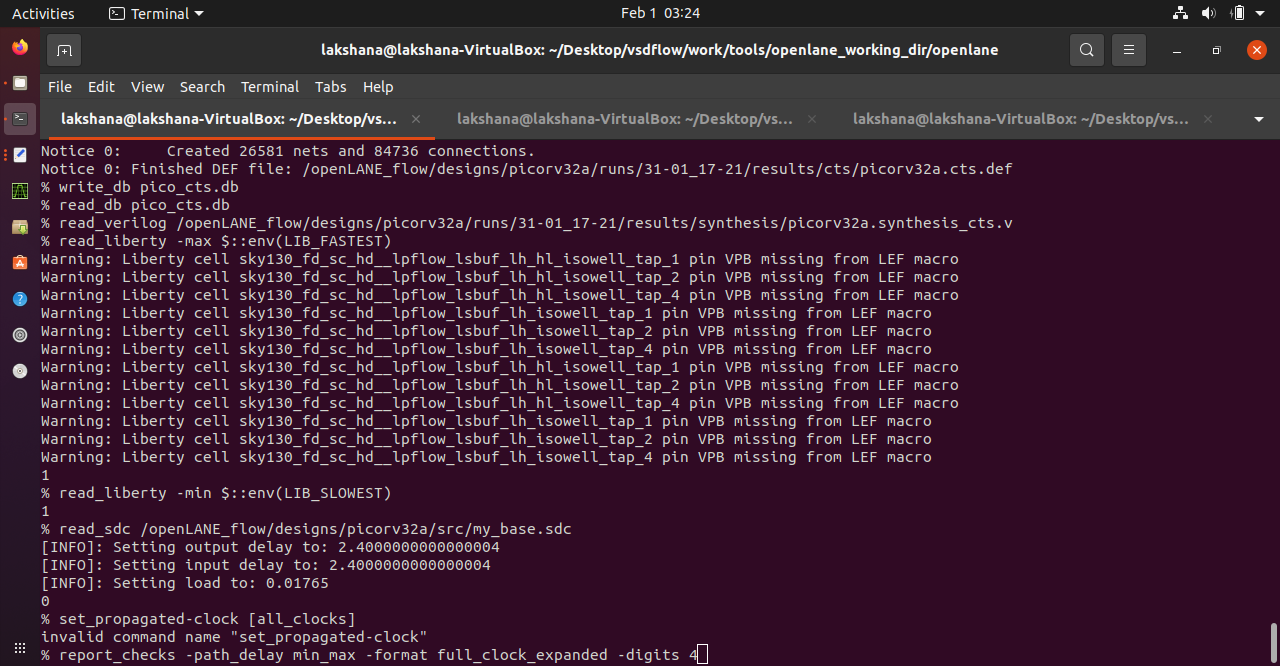 Activities
Terminal
Feb 1 03:24
lakshana@lakshana-VirtualBox: ~/Desktop/vsdflow/work/tools/openlane_working_dir/openlane
File Edit View Search Terminal Tabs Help
lakshana@lakshana-VirtualBox: ~/Desktop/vs...
lakshana@lakshana-VirtualBox: ~/Desktop/vs...
lakshana@lakshana-VirtualBox: ~/Desktop/vs...
Notice 0:     Created 26581 nets and 84736 connections.
Notice 0: Finished DEF file: /openLANE_flow/designs/picorv32a/runs/31-01_17-21/results/cts/picorv32a.cts.def
% write_db pico_cts.db
% read_db pico_cts.db
% read_verilog /openLANE_flow/designs/picorv32a/runs/31-01_17-21/results/synthesis/picorv32a.synthesis_cts.v
% read_liberty -max $::env(LIB_FASTEST)
Warning: Liberty cell sky130_fd_sc_hd__lpflow_lsbuf_lh_hl_isowell_tap_1 pin VPB missing from LEF macro
Warning: Liberty cell sky130_fd_sc_hd__lpflow_lsbuf_lh_hl_isowell_tap_2 pin VPB missing from LEF macro
Warning: Liberty cell sky130_fd_sc_hd__lpflow_lsbuf_lh_hl_isowell_tap_4 pin VPB missing from LEF macro
Warning: Liberty cell sky130_fd_sc_hd__lpflow_lsbuf_lh_isowell_tap_1 pin VPB missing from LEF macro
Warning: Liberty cell sky130_fd_sc_hd__lpflow_lsbuf_lh_isowell_tap_2 pin VPB missing from LEF macro
Warning: Liberty cell sky130_fd_sc_hd__lpflow_lsbuf_lh_isowell_tap_4 pin VPB missing from LEF macro
Warning: Liberty cell sky130_fd_sc_hd__lpflow_lsbuf_lh_hl_isowell_tap_1 pin VPB missing from LEF macro
Warning: Liberty cell sky130_fd_sc_hd__lpflow_lsbuf_lh_hl_isowell_tap_2 pin VPB missing from LEF macro
Warning: Liberty cell sky130_fd_sc_hd__lpflow_lsbuf_lh_hl_isowell_tap_4 pin VPB missing from LEF macro
Warning: Liberty cell sky130_fd_sc_hd__lpflow_lsbuf_lh_isowell_tap_1 pin VPB missing from LEF macro
Warning: Liberty cell sky130_fd_sc_hd__lpflow_lsbuf_lh_isowell_tap_2 pin VPB missing from LEF macro
Warning: Liberty cell sky130_fd_sc_hd__lpflow_lsbuf_lh_isowell_tap_4 pin VPB missing from LEF macro
1
% read_liberty -min $::env(LIB_SLOWEST)
1
% read_sdc /openLANE_flow/designs/picorv32a/src/my_base.sdc
[INFO]: Setting output delay to: 2.4000000000000004
[INFO]: Setting input delay to: 2.4000000000000004
[INFO]: Setting load to: 0.01765
0
% set_propagated-clock [all_clocks]
invalid command name "set_propagated-clock"
% report_checks -path_delay min_max -format full_clock_expanded -digits 4